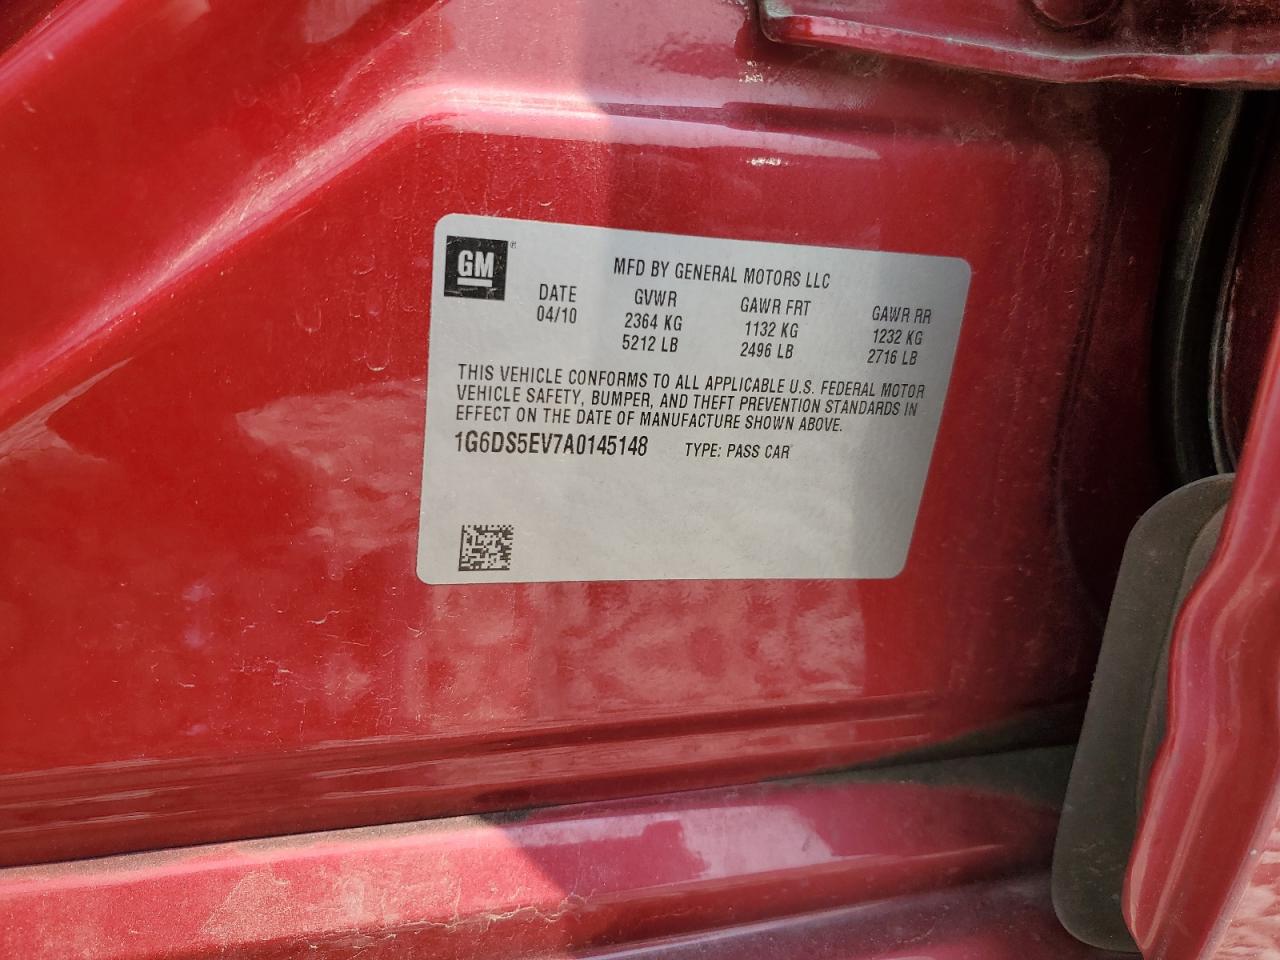 GM ®
MFD BY GENERAL MOTORS LLC
DATE GVWR GAWR FRT GAWR RR
04/10 2364 KG 1132 KG 1232 KG
5212 LB 2496 LB 2716 LB
THIS VEHICLE CONFORMS TO ALL APPLICABLE U.S. FEDERAL MOTOR
VEHICLE SAFETY, BUMPER, AND THEFT PREVENTION STANDARDS IN
EFFECT ON THE DATE OF MANUFACTURE SHOWN ABOVE.
1G6DS5EV7A0145148 TYPE: PASS CAR